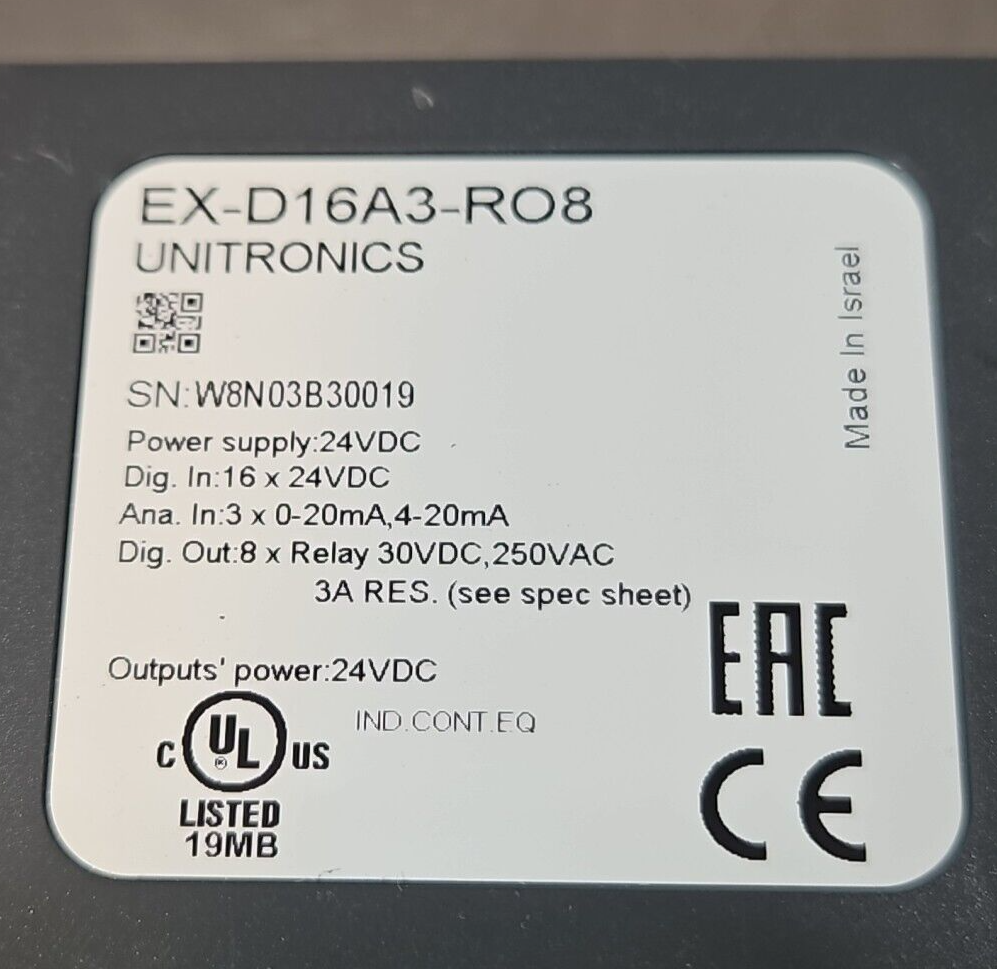 EX-D16A3-RO8
UNITRONICS
Made In Israel
SN:W8N03B30019
Power supply:24VDC
Dig. In:16 x 24VDC
Ana. In:3 x 0-20mA,4-20mA
Dig. Out:8 x Relay 30VDC,250VAC
3A RES. (see spec sheet)
Outputs' power:24VDC
IND.CONT.EQ
C UL ® US
LISTED
19MB
EAC
CE